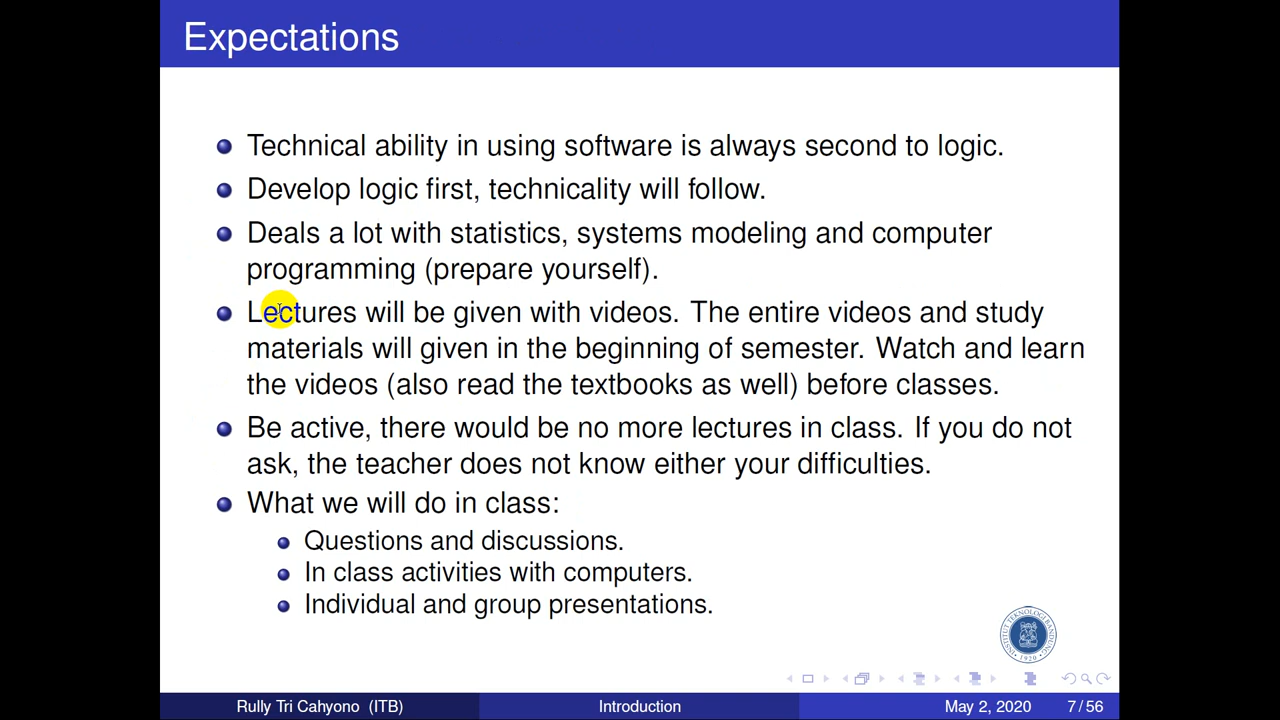 Expectations
Technical ability in using software is always second to logic.
Develop logic first, technicality will follow.
Deals a lot with statistics, systems modeling and computer
programming (prepare yourself).
Lectures will be given with videos. The entire videos and study
materials will given in the beginning of semester. Watch and learn
the videos (also read the textbooks as well) before classes.
Be active, there would be no more lectures in class. If you do not
ask, the teacher does not know either your difficulties.
What we will do in class:
Questions and discussions.
In class activities with computers.
Individual and group presentations.
INSTITUT TEKNOLOGI BANDUNG
1920
Rully Tri Cahyono (ITB) Introduction May 2, 2020 7 / 56